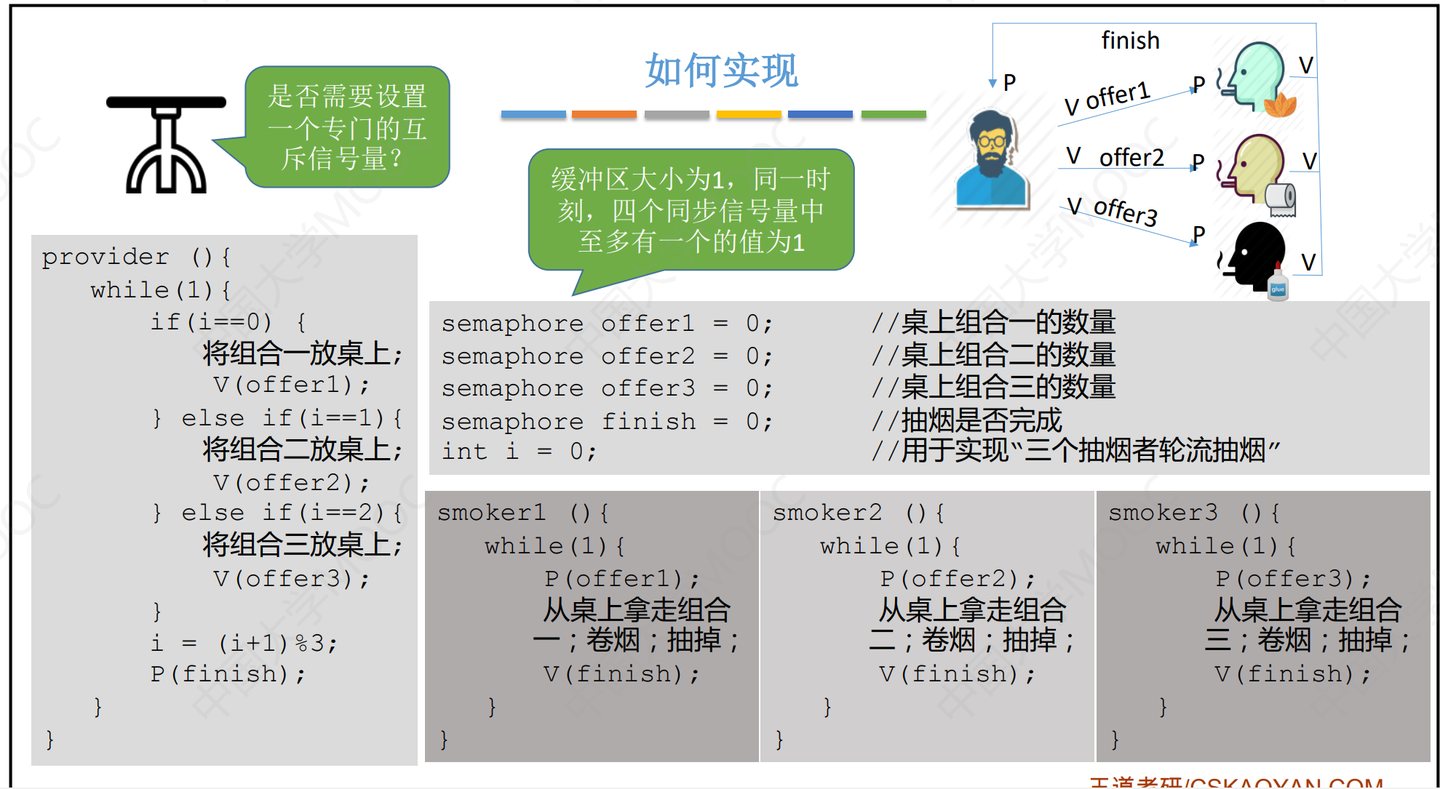 如何实现
是否需要设置
一个专门的互
斥信号量？
缓冲区大小为1，同一时
刻，四个同步信号量中
至多有一个的值为1
finish
P
V offer1 P V
V offer2 P V
V offer3 P V
glue
provider (){
while(1){
if(i==0) {
将组合一放桌上;
V(offer1);
} else if(i==1){
将组合二放桌上;
V(offer2);
} else if(i==2){
将组合三放桌上;
V(offer3);
}
i = (i+1)%3;
P(finish);
}
}
semaphore offer1 = 0; //桌上组合一的数量
semaphore offer2 = 0; //桌上组合二的数量
semaphore offer3 = 0; //桌上组合三的数量
semaphore finish = 0; //抽烟是否完成
int i = 0; //用于实现“三个抽烟者轮流抽烟”
smoker1 (){
while(1){
P(offer1);
从桌上拿走组合
一；卷烟；抽掉；
V(finish);
}
}
smoker2 (){
while(1){
P(offer2);
从桌上拿走组合
二；卷烟；抽掉；
V(finish);
}
}
smoker3 (){
while(1){
P(offer3);
从桌上拿走组合
三；卷烟；抽掉；
V(finish);
}
}
王道考研/CSKAOYAN.COM
中国大学MOOC